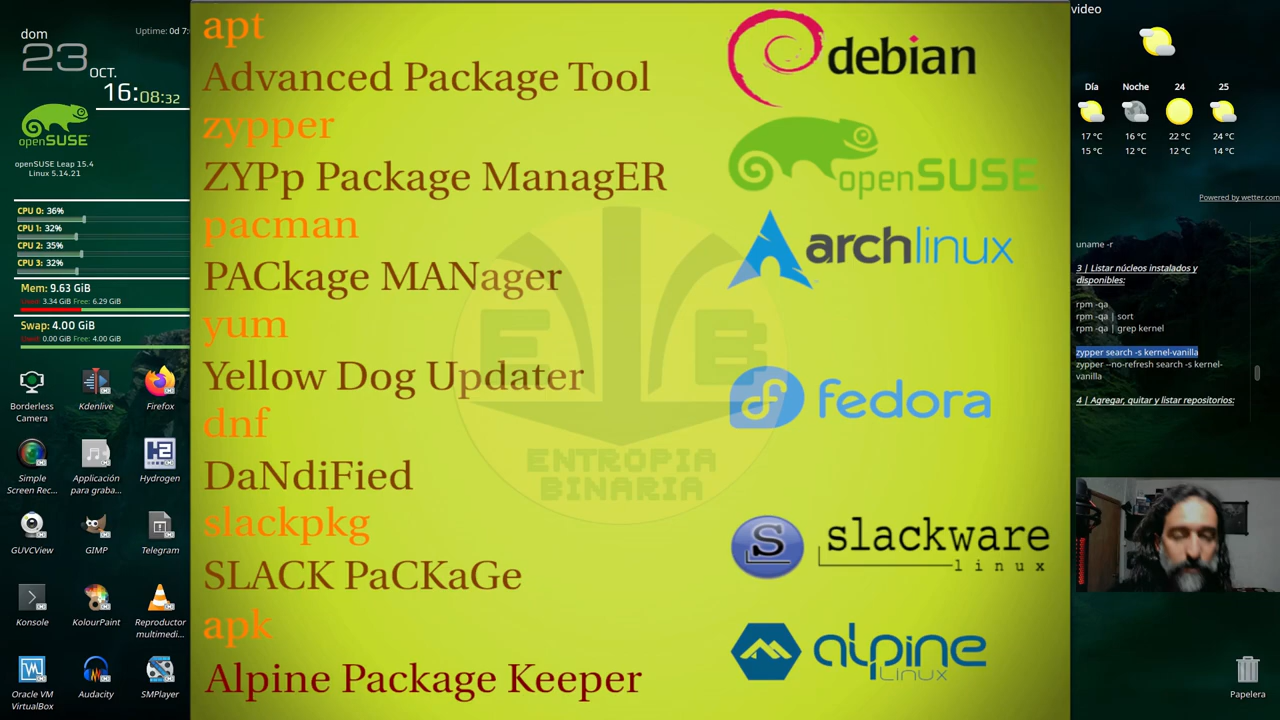 dom
23
OCT.
Uptime: 0d 7:
16:08:32
openSUSE
openSUSE Leap 15.4
Linux 5.14.21
CPU 0: 36%
CPU 1: 32%
CPU 2: 35%
CPU 3: 32%
Mem: 9.63 GiB
Used: 3.34 GiB Free: 6.29 GiB
Swap: 4.00 GiB
Used: 0.00 GiB Free: 4.00 GiB
Borderless
Camera
Kdenlive
Firefox
Simple
Screen Rec...
Aplicación
para graba...
Hydrogen
GUVCView
GIMP
Telegram
Konsole
KolourPaint
Reproductor
multimedi...
Oracle VM
VirtualBox
Audacity
SMPlayer
apt
Advanced Package Tool
zypper
ZYPp Package ManagER
pacman
PACkage MANager
yum
Yellow Dog Updater
dnf
DaNdiFied
slackpkg
SLACK PaCKaGe
apk
Alpine Package Keeper
E B
ENTROPIA
BINARIA
debian
openSUSE
archlinux
fedora
slackware
linux
alpine
Linux
video
Día
Noche
24
25
17 °C
16 °C
22 °C
24 °C
15 °C
12 °C
12 °C
14 °C
Powered by wetter.com
uname -r
3 | Listar núcleos instalados y
disponibles:
rpm -qa
rpm -qa | sort
rpm -qa | grep kernel
zypper search -s kernel-vanilla
zypper --no-refresh search -s kernel-
vanilla
4 | Agregar, quitar y listar repositorios:
Papelera